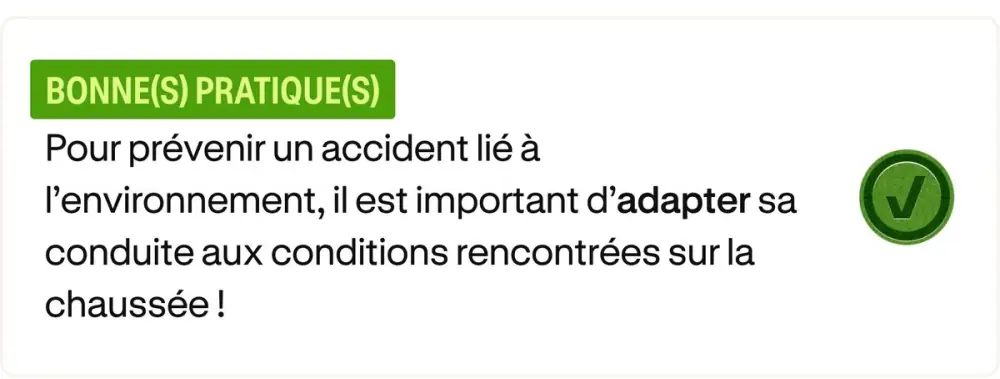 BONNE(S) PRATIQUE(S)
Pour prévenir un accident lié à
l’environnement, il est important d’adapter sa
conduite aux conditions rencontrées sur la
chaussée !